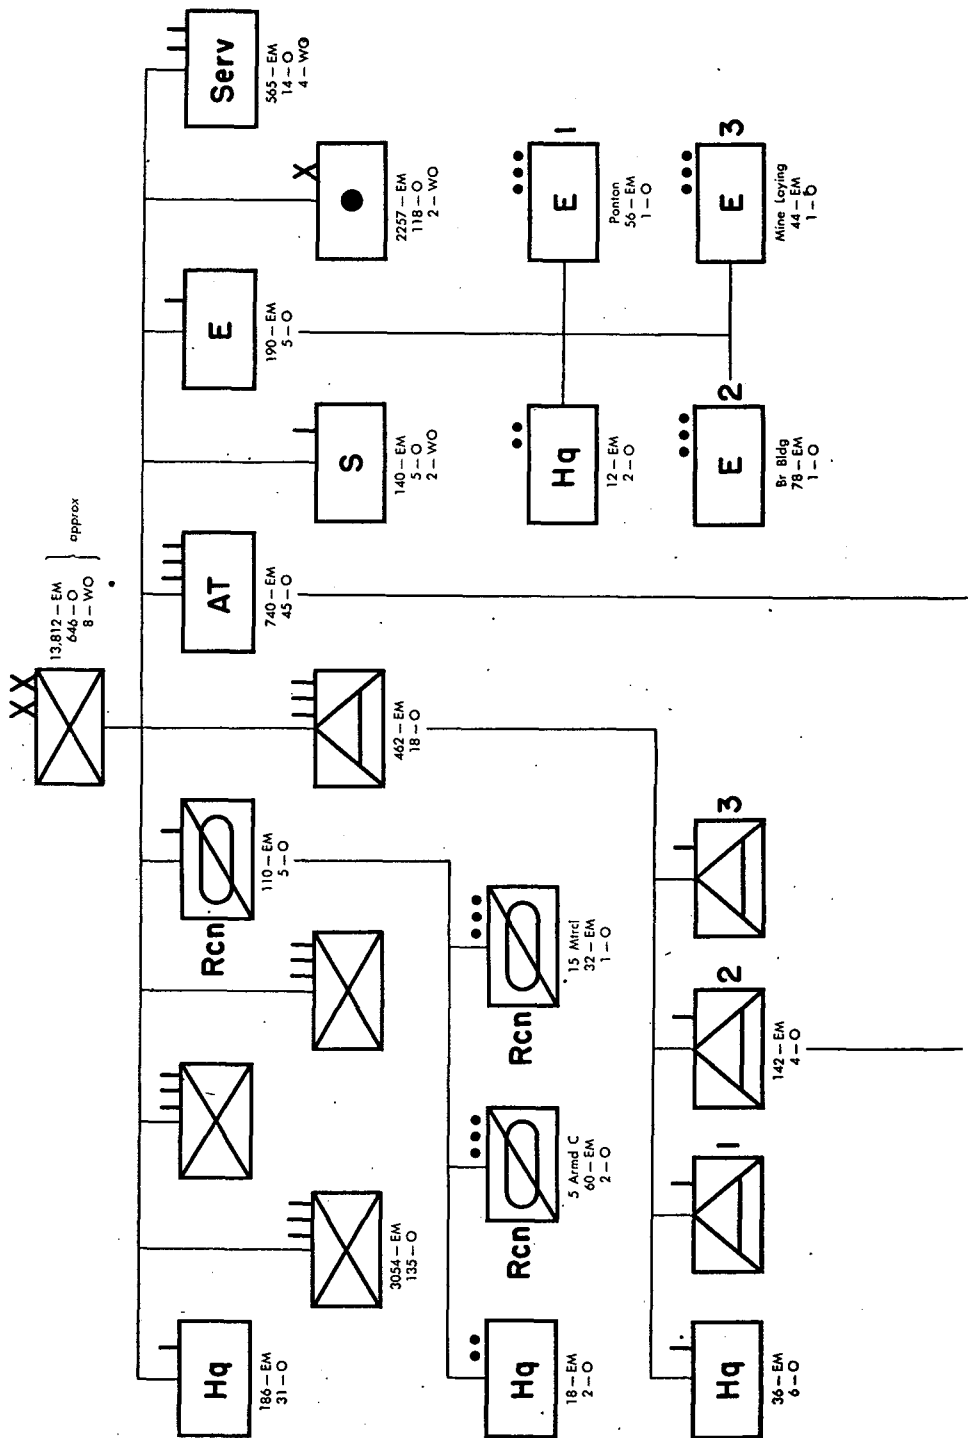 13,812 — EM
646 — O
8 — WO
approx
Hq
186 — EM
31 — O
3054 — EM
135 — O
Rcn
110 — EM
5 — O
462 — EM
18 — O
AT
740 — EM
45 — O
S
140 — EM
5 — O
2 — WO
E
190 — EM
5 — O
2257 — EM
118 — O
2 — WO
Serv
565 — EM
14 — O
4 — WO
Hq
18 — EM
2 — O
Rcn
5 Armd C
60 — EM
2 — O
Rcn
15 Mtrcl
32 — EM
1 — O
Hq
12 — EM
2 — O
E 1
Ponton
56 — EM
1 — O
E 2
Br Bldg
78 — EM
1 — O
E 3
Mine Laying
44 — EM
1 — O
Hq
36 — EM
6 — O
1
2
142 — EM
4 — O
3